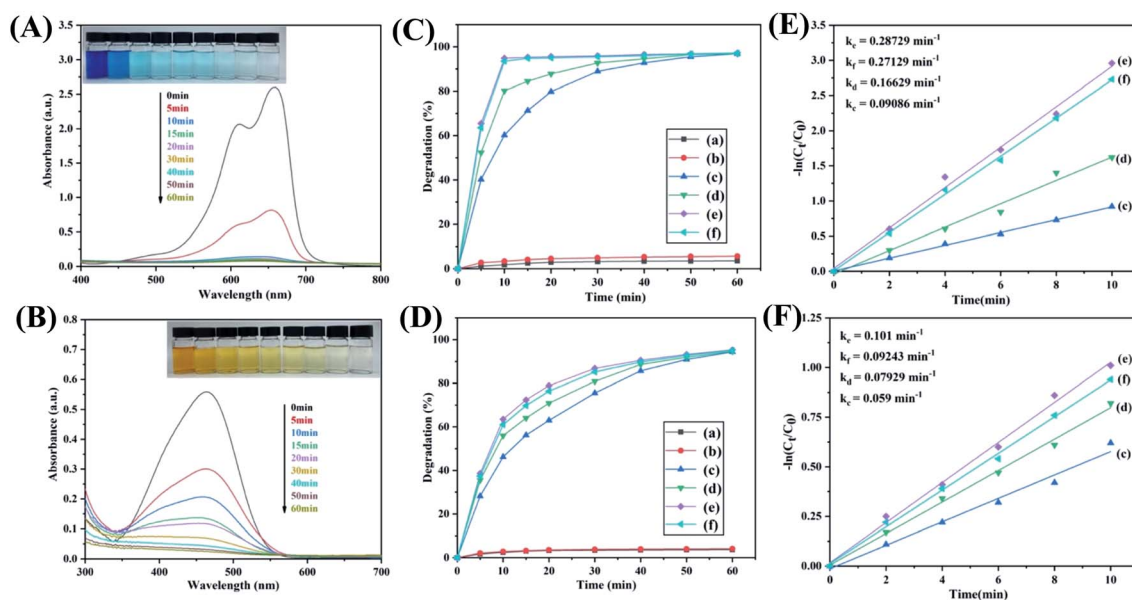 (A)
3.5
3.0
2.5
2.0
1.5
1.0
0.5
0.0
Absorbance (a.u.)
0min
5min
10min
15min
20min
30min
40min
50min
60min
400
500
600
700
800
Wavelength (nm)
(C)
100
80
60
40
20
0
Degradation (%)
(a)
(b)
(c)
(d)
(e)
(f)
0
10
20
30
40
50
60
Time (min)
(E)
3.0
2.5
2.0
1.5
1.0
0.5
0.0
-ln(Ct/C0)
kc = 0.28729 min-1
kf = 0.27129 min-1
kd = 0.16629 min-1
kc = 0.09086 min-1
(e)
(f)
(d)
(c)
0
2
4
6
8
10
Time(min)
(B)
0.8
0.7
0.6
0.5
0.4
0.3
0.2
0.1
0.0
Absorbance (a.u.)
0min
5min
10min
15min
20min
30min
40min
50min
60min
300
400
500
600
700
Wavelength (nm)
(D)
100
80
60
40
20
0
Degradation (%)
(a)
(b)
(c)
(d)
(e)
(f)
0
10
20
30
40
50
60
Time (min)
(F)
1.25
1.00
0.75
0.50
0.25
0.00
-ln(Ct/C0)
kc = 0.101 min-1
kf = 0.09243 min-1
kd = 0.07929 min-1
kc = 0.059 min-1
(e)
(f)
(d)
(c)
0
2
4
6
8
10
Time(min)